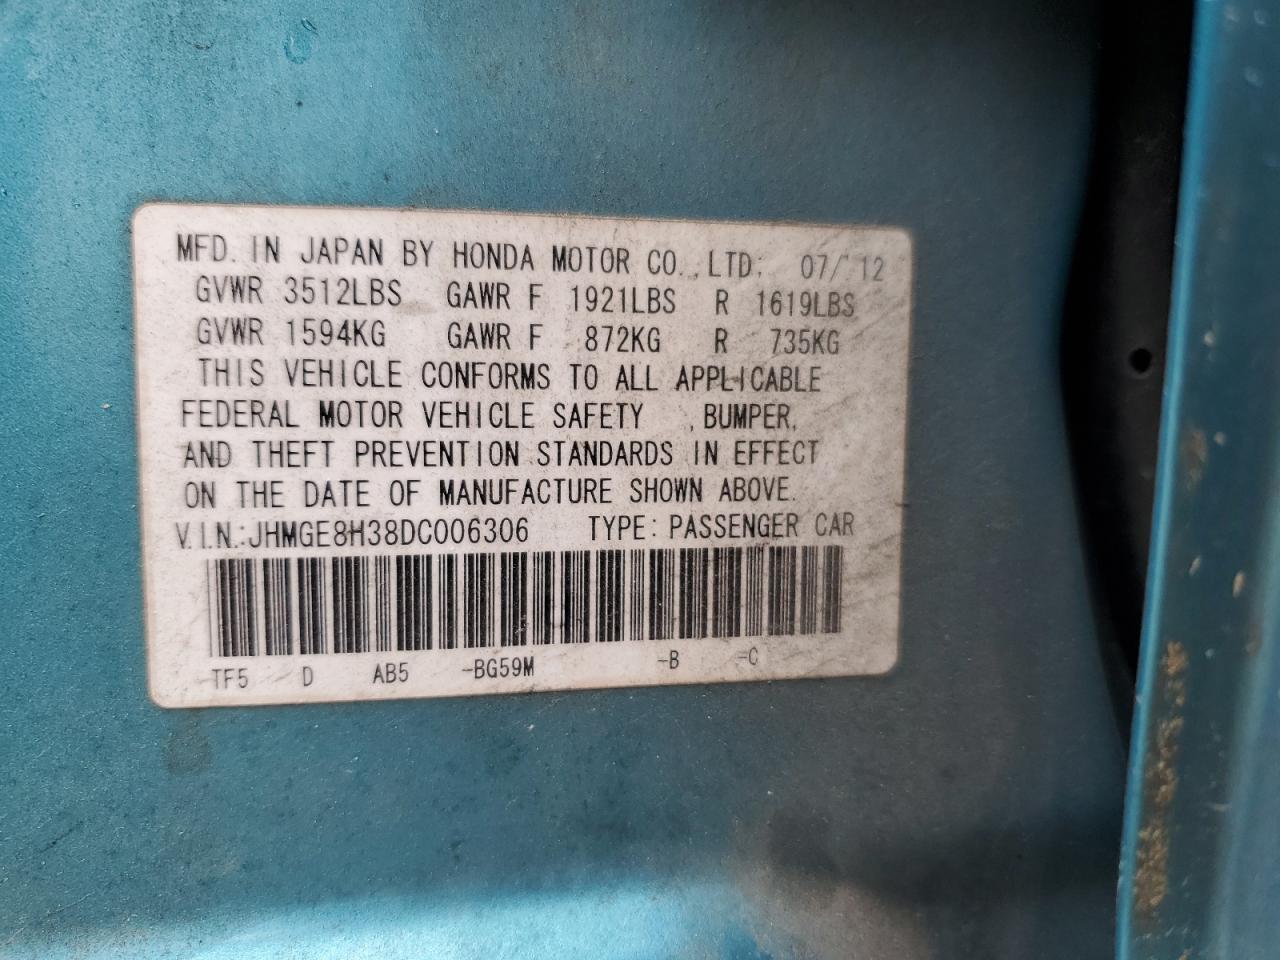 MFD. IN JAPAN BY HONDA MOTOR CO., LTD. 07/12
GVWR 3512LBS GAWR F 1921LBS R 1619LBS
GVWR 1594KG GAWR F 872KG R 735KG
THIS VEHICLE CONFORMS TO ALL APPLICABLE
FEDERAL MOTOR VEHICLE SAFETY , BUMPER,
AND THEFT PREVENTION STANDARDS IN EFFECT
ON THE DATE OF MANUFACTURE SHOWN ABOVE.
V.I.N.:JHMGE8H38DC006306 TYPE: PASSENGER CAR
TF5 D AB5 -BG59M -B -C